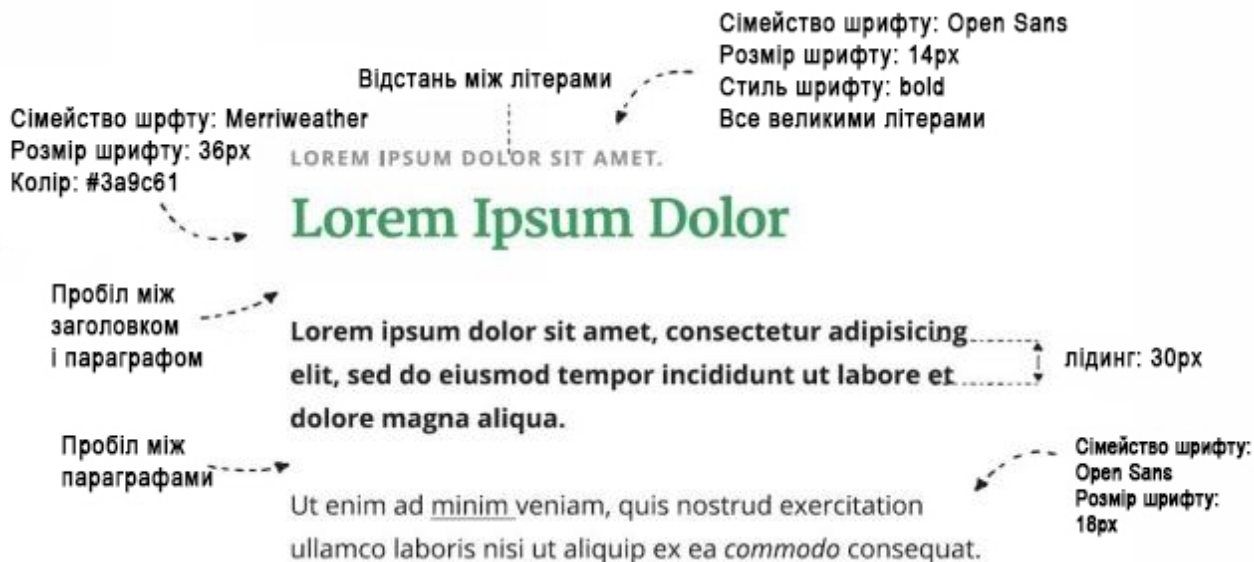 Сімейство шрифту: Open Sans
Розмір шрифту: 14px
Стиль шрифту: bold
Все великими літерами
Відстань між літерами
Сімейство шрфту: Merriweather
Розмір шрифту: 36px
Колір: #3a9c61
LOREM IPSUM DOLOR SIT AMET.
Lorem Ipsum Dolor
Пробіл між
заголовком
і параграфом
Lorem ipsum dolor sit amet, consectetur adipisicing
elit, sed do eiusmod tempor incididunt ut labore et
dolore magna aliqua.
лідинг: 30px
Пробіл між
параграфами
Сімейство шрифту:
Open Sans
Розмір шрифту:
18px
Ut enim ad minim veniam, quis nostrud exercitation
ullamco laboris nisi ut aliquip ex ea commodo consequat.